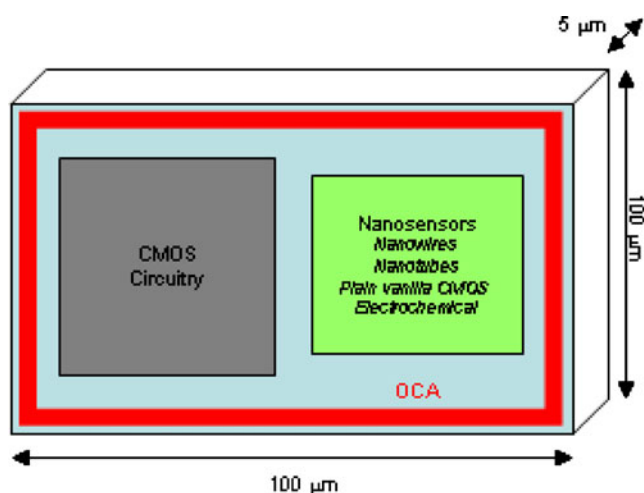 5 µm
CMOS
Circuitry
Nanosensors
Nanowires
Nanotubes
Plain vanilla CMOS
Electrochemical
OCA
100 µm
100 µm